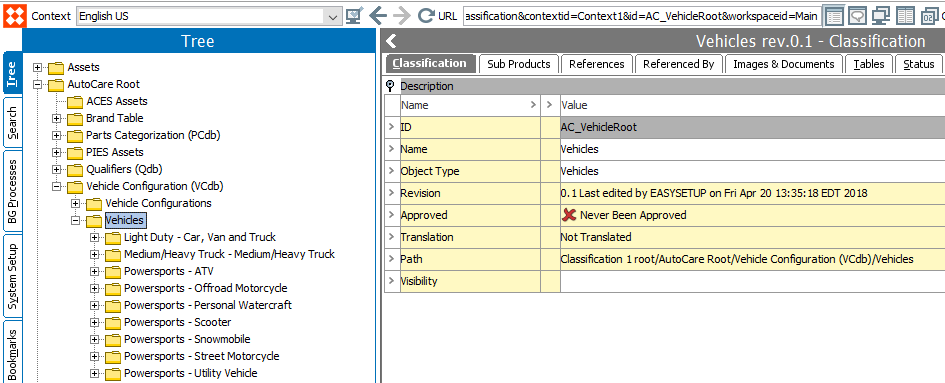 Context English US URL assification&contextid=Context1&id=AC_VehicleRoot&workspaceid=Main
Tree
Search
BG Processes
System Setup
Bookmarks
Tree
Assets
AutoCare Root
ACES Assets
Brand Table
Parts Categorization (PCdb)
PIES Assets
Qualifiers (Qdb)
Vehicle Configuration (VCdb)
Vehicle Configurations
Vehicles
Light Duty - Car, Van and Truck
Medium/Heavy Truck - Medium/Heavy Truck
Powersports - ATV
Powersports - Offroad Motorcycle
Powersports - Personal Watercraft
Powersports - Scooter
Powersports - Snowmobile
Powersports - Street Motorcycle
Powersports - Utility Vehicle
Vehicles rev.0.1 - Classification
Classification Sub Products References Referenced By Images & Documents Tables Status
Description
Name > > Value
ID AC_VehicleRoot
Name Vehicles
Object Type Vehicles
Revision 0.1 Last edited by EASYSETUP on Fri Apr 20 13:35:18 EDT 2018
Approved Never Been Approved
Translation Not Translated
Path Classification 1 root/AutoCare Root/Vehicle Configuration (VCdb)/Vehicles
Visibility